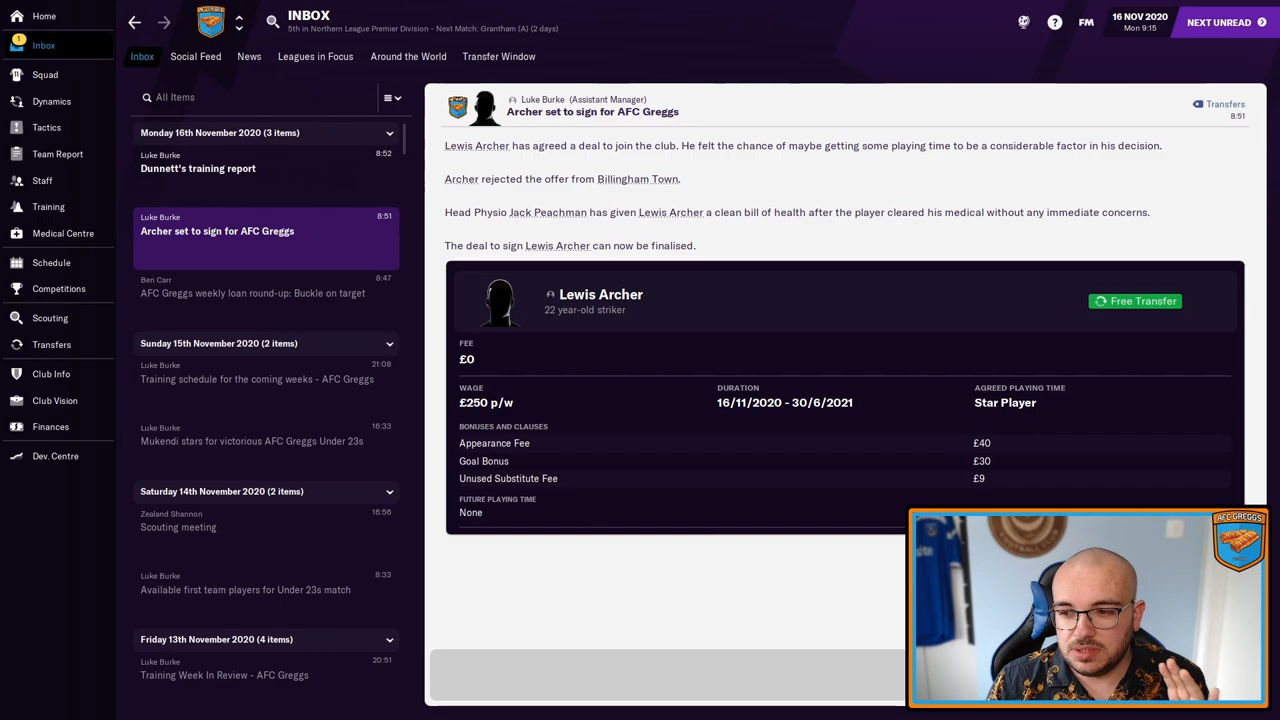 Home
1
Inbox
Squad
Dynamics
Tactics
Team Report
Staff
Training
Medical Centre
Schedule
Competitions
Scouting
Transfers
Club Info
Club Vision
Finances
Dev. Centre
INBOX
5th in Northern League Premier Division - Next Match: Grantham (A) (2 days)
?
FM
16 NOV 2020
Mon 9:15
NEXT UNREAD
Inbox
Social Feed
News
Leagues in Focus
Around the World
Transfer Window
All Items
Monday 16th November 2020 (3 items)
Luke Burke
8:52
Dunnett's training report
Luke Burke
8:51
Archer set to sign for AFC Greggs
Ben Carr
8:47
AFC Greggs weekly loan round-up: Buckle on target
Sunday 15th November 2020 (2 items)
Luke Burke
21:08
Training schedule for the coming weeks - AFC Greggs
Luke Burke
16:33
Mukendi stars for victorious AFC Greggs Under 23s
Saturday 14th November 2020 (2 items)
Zealand Shannon
16:56
Scouting meeting
Luke Burke
8:33
Available first team players for Under 23s match
Friday 13th November 2020 (4 items)
Luke Burke
20:51
Training Week In Review - AFC Greggs
Luke Burke (Assistant Manager)
Archer set to sign for AFC Greggs
Transfers
8:51
Lewis Archer has agreed a deal to join the club. He felt the chance of maybe getting some playing time to be a considerable factor in his decision.
Archer rejected the offer from Billingham Town.
Head Physio Jack Peachman has given Lewis Archer a clean bill of health after the player cleared his medical without any immediate concerns.
The deal to sign Lewis Archer can now be finalised.
Lewis Archer
22 year-old striker
Free Transfer
FEE
£0
WAGE
£250 p/w
DURATION
16/11/2020 - 30/6/2021
AGREED PLAYING TIME
Star Player
BONUSES AND CLAUSES
Appearance Fee
£40
Goal Bonus
£30
Unused Substitute Fee
£9
FUTURE PLAYING TIME
None
AFC GREGGS